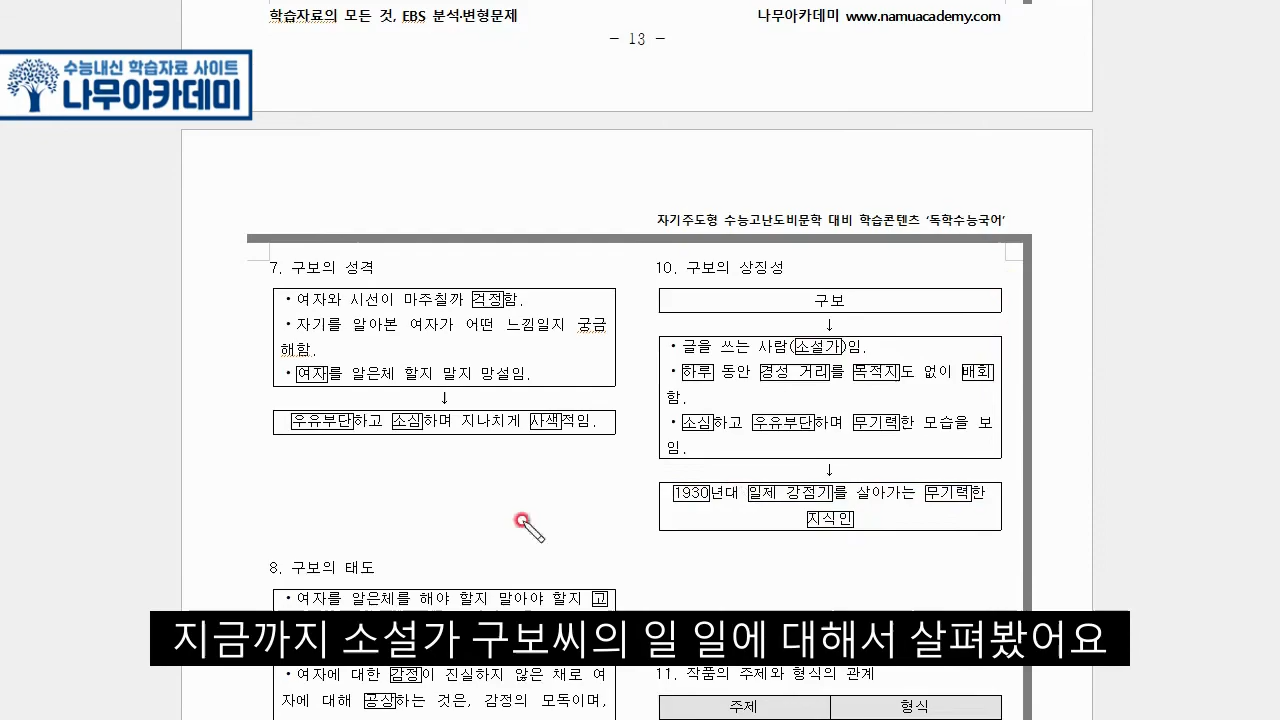 학습자료의 모든 것, EBS 분석·변형문제
나무아카데미 www.namuacademy.com
- 13 -
수능내신 학습자료 사이트
나무아카데미
자기주도형 수능고난도비문학 대비 학습콘텐츠 '독학수능국어'
7. 구보의 성격
·여자와 시선이 마주칠까 걱정함.
·자기를 알아본 여자가 어떤 느낌일지 궁금
해함.
·여자를 알은체 할지 말지 망설임.
↓
우유부단하고 소심하며 지나치게 사색적임.
8. 구보의 태도
·여자를 알은체를 해야 할지 말아야 할지 고
여자에 대한 감정이 진실하지 않은 채로 여
자에 대해 공상하는 것은, 감정의 모독이며,
10. 구보의 상징성
구보
↓
·글을 쓰는 사람(소설가)임.
·하루 동안 경성 거리를 목적지도 없이 배회
함.
·소심하고 우유부단하며 무기력한 모습을 보
임.
↓
1930년대 일제 강점기를 살아가는 무기력한
지식인
11. 작품의 주제와 형식의 관계
주제 형식
지금까지 소설가 구보씨의 일 일에 대해서 살펴봤어요